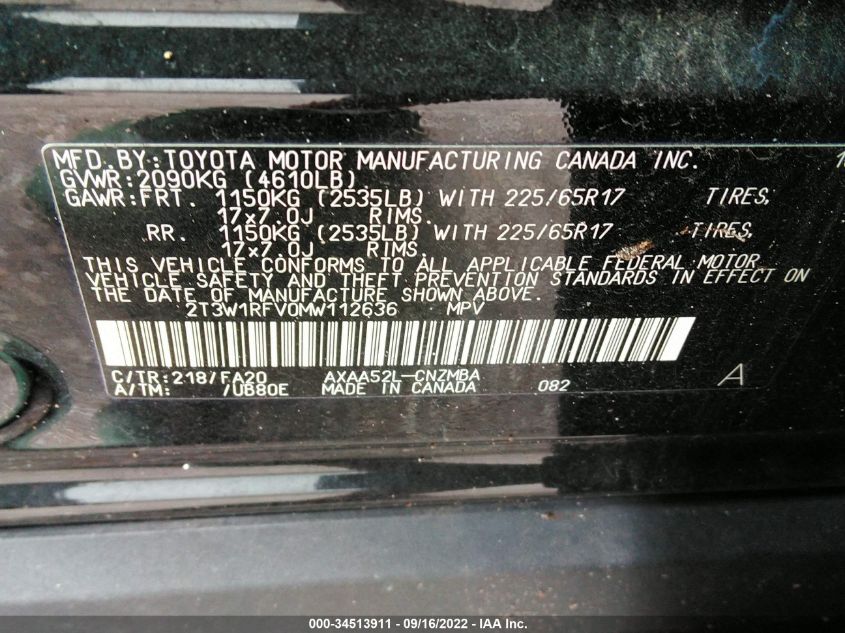 MFD. BY: TOYOTA MOTOR MANUFACTURING CANADA INC.
GVWR: 2090KG (4610LB)
GAWR: FRT. 1150KG (2535LB) WITH 225/65R17 TIRES,
17x7.0J RIMS.
RR. 1150KG (2535LB) WITH 225/65R17 TIRES,
17x7.0J RIMS.
THIS VEHICLE CONFORMS TO ALL APPLICABLE FEDERAL MOTOR
VEHICLE SAFETY AND THEFT PREVENTION STANDARDS IN EFFECT ON
THE DATE OF MANUFACTURE SHOWN ABOVE.
2T3W1RFV0MW112636 MPV
C/TR: 218/FA20 AXAA52L-CNZMBA
A/TM: /UB80E MADE IN CANADA 082 A
000-34513911 - 09/16/2022 - IAA Inc.